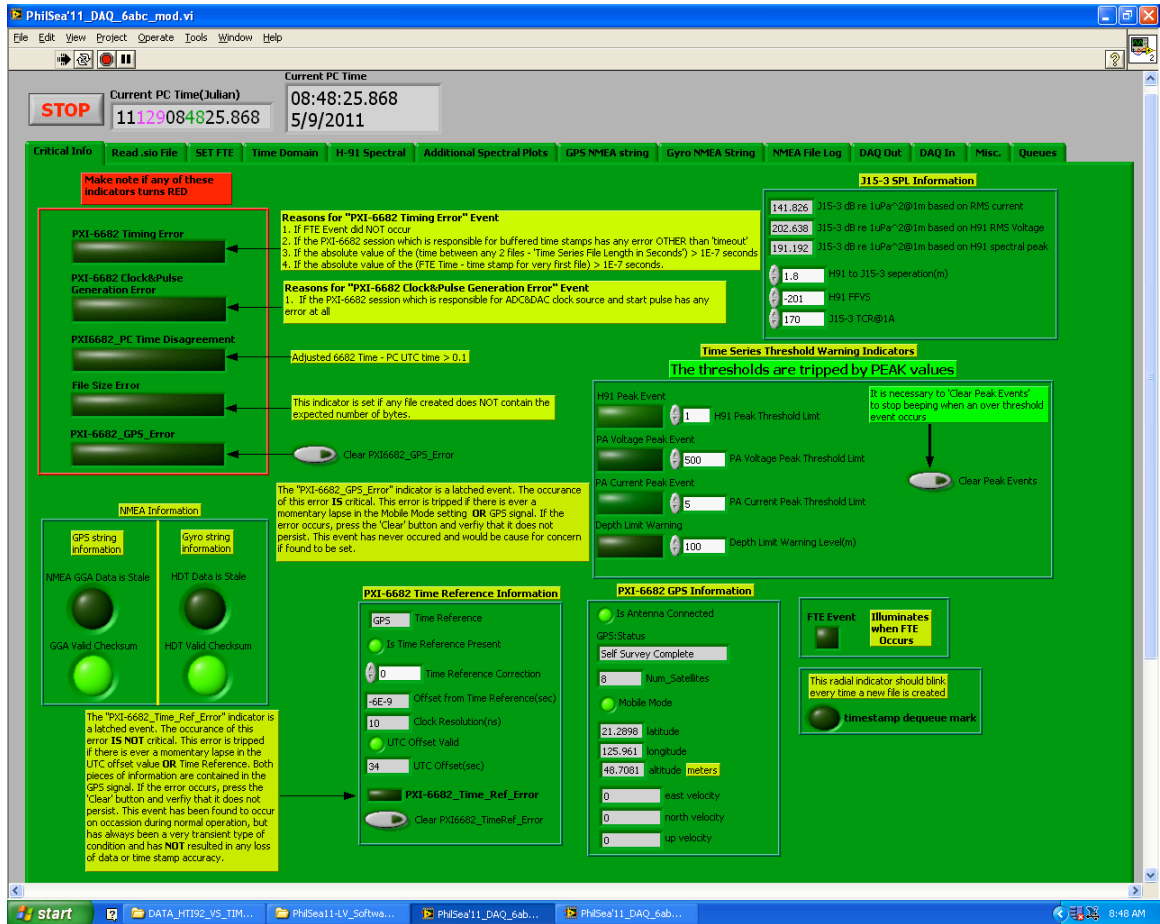 PhilSea'11_DAQ_6abc_mod.vi
File Edit View Project Operate Tools Window Help
2
STOP
Current PC Time(Julian)
11129084825.868
Current PC Time
08:48:25.868
5/9/2011
Critical Info Read .sio File SET FTE Time Domain H-91 Spectral Additional Spectral Plots GPS NMEA string Gyro NMEA String NMEA File Log DAQ Out DAQ In Misc. Queues
Make note if any of these
indicators turns RED
PXI-6682 Timing Error
PXI-6682 Clock&Pulse
Generation Error
PXI6682_PC Time Disagreement
File Size Error
PXI-6682_GPS_Error
Reasons for "PXI-6682 Timing Error" Event
1. If FTE Event did NOT occur
2. If the PXI-6682 session which is responsible for buffered time stamps has any error OTHER than 'timeout'
3. If the absolute value of the (time between any 2 files - 'Time Series File Length in Seconds') > 1E-7 seconds
4. If the absolute value of the (FTE Time - time stamp for very first file) > 1E-7 seconds.
Reasons for "PXI-6682 Clock&Pulse Generation Error" Event
1. If the PXI-6682 session which is responsible for ADC&DAC clock source and start pulse has any
error at all
Adjusted 6682 Time - PC UTC time > 0.1
This indicator is set if any file created does NOT contain the
expected number of bytes.
Clear PXI6682_GPS_Error
The "PXI-6682_GPS_Error" indicator is a latched event. The occurance
of this error IS critical. This error is tripped if there is ever a
momentary lapse in the Mobile Mode setting OR GPS signal. If the
error occurs, press the 'Clear' button and verfiy that it does not
persist. This event has never occured and would be cause for concern
if found to be set.
J15-3 SPL Information
141.826 J15-3 dB re 1uPa^2@1m based on RMS current
202.638 J15-3 dB re 1uPa^2@1m based on H91 RMS Voltage
191.192 J15-3 dB re 1uPa^2@1m based on H91 spectral peak
1.8 H91 to J15-3 seperation(m)
-201 H91 FFVS
170 J15-3 TCR@1A
Time Series Threshold Warning Indicators
The thresholds are tripped by PEAK values
H91 Peak Event
1 H91 Peak Threshold Limt
PA Voltage Peak Event
500 PA Voltage Peak Threshold Limt
PA Current Peak Event
5 PA Current Peak Threshold Limt
Depth Limit Warning
100 Depth Limit Warning Level(m)
It is necessary to 'Clear Peak Events'
to stop beeping when an over threshold
event occurs
Clear Peak Events
NMEA Information
GPS string
information
Gyro string
information
NMEA GGA Data is Stale
HDT Data is Stale
GGA Valid Checksum
HDT Valid Checksum
The "PXI-6682_Time_Ref_Error" indicator is
a latched event. The occurance of this
error IS NOT critical. This error is tripped
if there is ever a momentary lapse in the
UTC offset value OR Time Reference. Both
pieces of information are contained in the
GPS signal. If the error occurs, press the
'Clear' button and verfiy that it does not
persist. This event has been found to occur
on occassion during normal operation, but
has always been a very transient type of
condition and has NOT resulted in any loss
of data or time stamp accuracy.
PXI-6682 Time Reference Information
GPS Time Reference
Is Time Reference Present
0 Time Reference Correction
-6E-9 Offset from Time Reference(sec)
10 Clock Resolution(ns)
UTC Offset Valid
34 UTC Offset(sec)
PXI-6682_Time_Ref_Error
Clear PXI6682_TimeRef_Error
PXI-6682 GPS Information
Is Antenna Connected
GPS:Status
Self Survey Complete
8 Num_Satellites
Mobile Mode
21.2898 latitude
125.961 longitude
48.7081 altitude meters
0 east velocity
0 north velocity
0 up velocity
FTE Event
Illuminates
when FTE
Occurs
This radial indicator should blink
every time a new file is created
timestamp dequeue mark
start DATA_HTI92_VS_TIM... PhilSea11-LV_Softwa... PhilSea'11_DAQ_6ab... PhilSea'11_DAQ_6ab... 8:48 AM